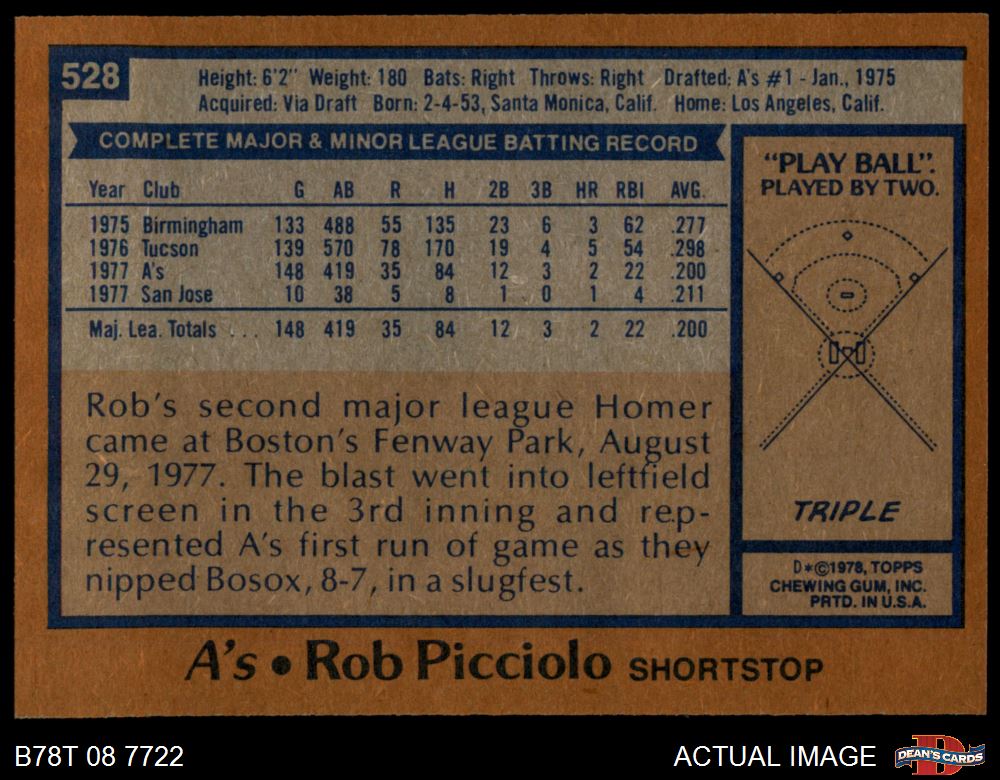 528
Height: 6'2" Weight: 180 Bats: Right Throws: Right Drafted: A's #1 - Jan., 1975
Acquired: Via Draft Born: 2-4-53, Santa Monica, Calif. Home: Los Angeles, Calif.
COMPLETE MAJOR & MINOR LEAGUE BATTING RECORD
Year Club G AB R H 2B 3B HR RBI AVG.
1975 Birmingham 133 488 55 135 23 6 3 62 .277
1976 Tucson 139 570 78 170 19 4 5 54 .298
1977 A's 148 419 35 84 12 3 2 22 .200
1977 San Jose 10 38 5 8 1 0 1 4 .211
Maj. Lea. Totals . . . 148 419 35 84 12 3 2 22 .200
Rob's second major league Homer
came at Boston's Fenway Park, August
29, 1977. The blast went into leftfield
screen in the 3rd inning and rep-
resented A's first run of game as they
nipped Bosox, 8-7, in a slugfest.
"PLAY BALL".
PLAYED BY TWO.
TRIPLE
D*©1978, TOPPS
CHEWING GUM, INC.
PRTD. IN U.S.A.
A's • Rob Picciolo SHORTSTOP
B78T 08 7722
ACTUAL IMAGE
DEAN'S CARDS